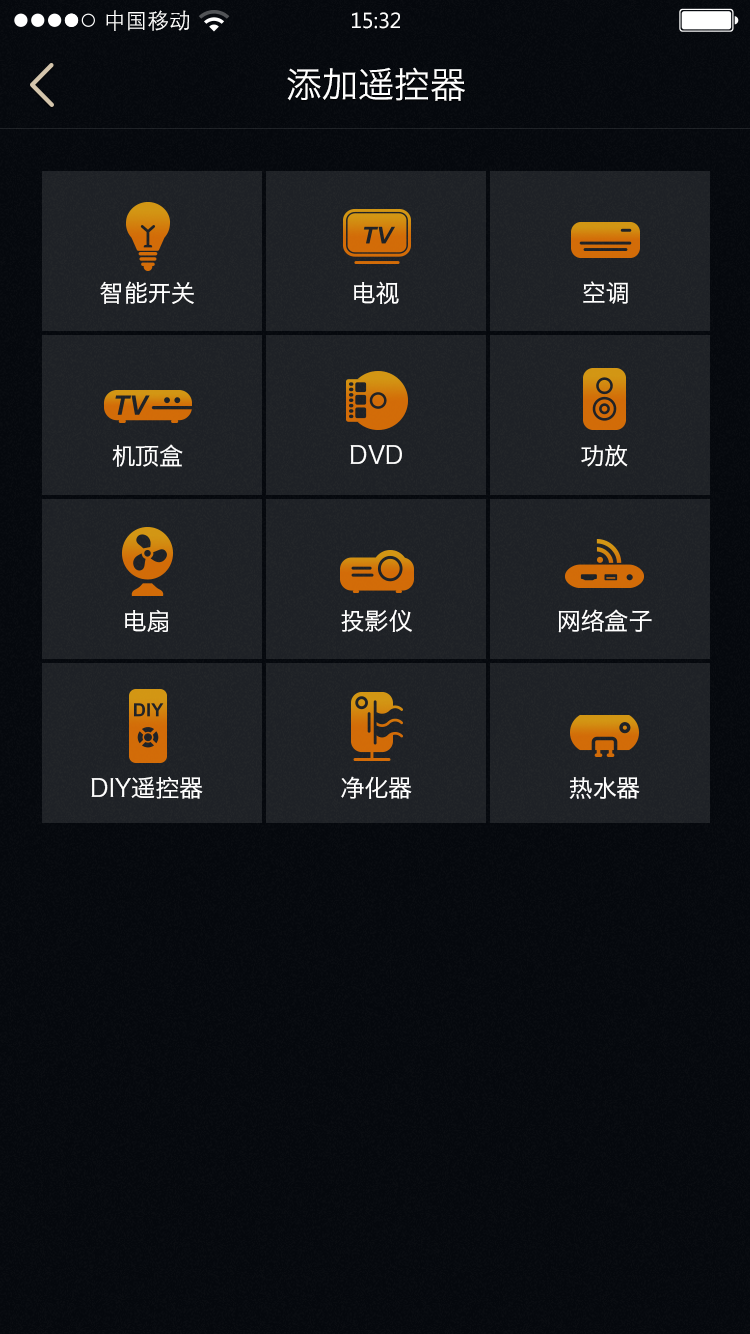 中国移动 15:32
添加遥控器
TV
智能开关 电视 空调
TV
机顶盒 DVD 功放
电扇 投影仪 网络盒子
DIY
DIY遥控器 净化器 热水器